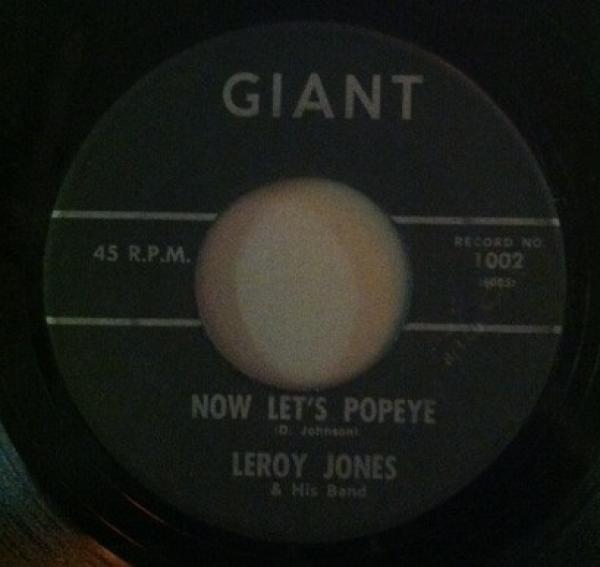 GIANT
45 R.P.M.
RECORD NO.
1002
NOW LET'S POPEYE
(D. Johnson)
LEROY JONES
& His Band